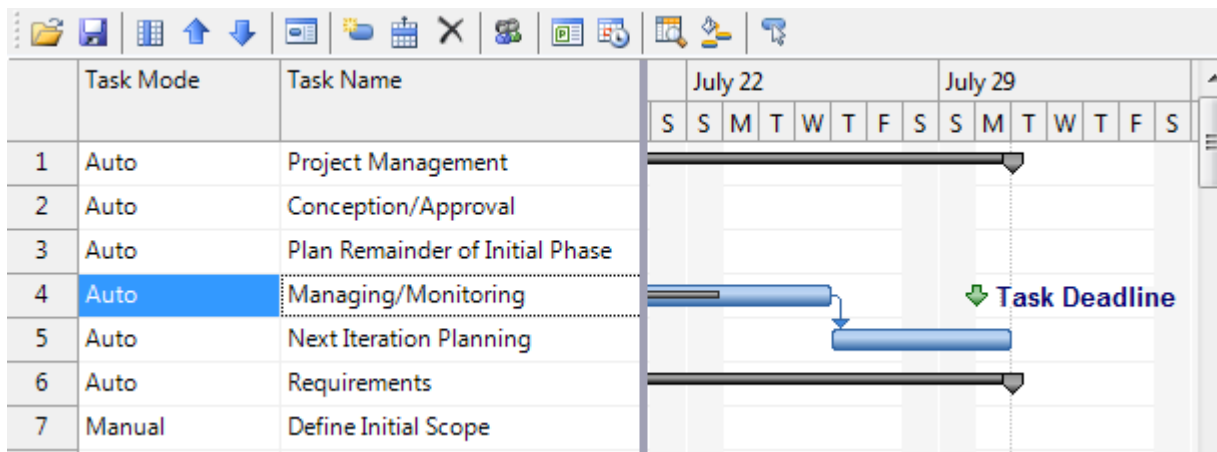 Task Mode Task Name July 22 July 29
S S M T W T F S S M T W T F S
1 Auto Project Management
2 Auto Conception/Approval
3 Auto Plan Remainder of Initial Phase
4 Auto Managing/Monitoring Task Deadline
5 Auto Next Iteration Planning
6 Auto Requirements
7 Manual Define Initial Scope